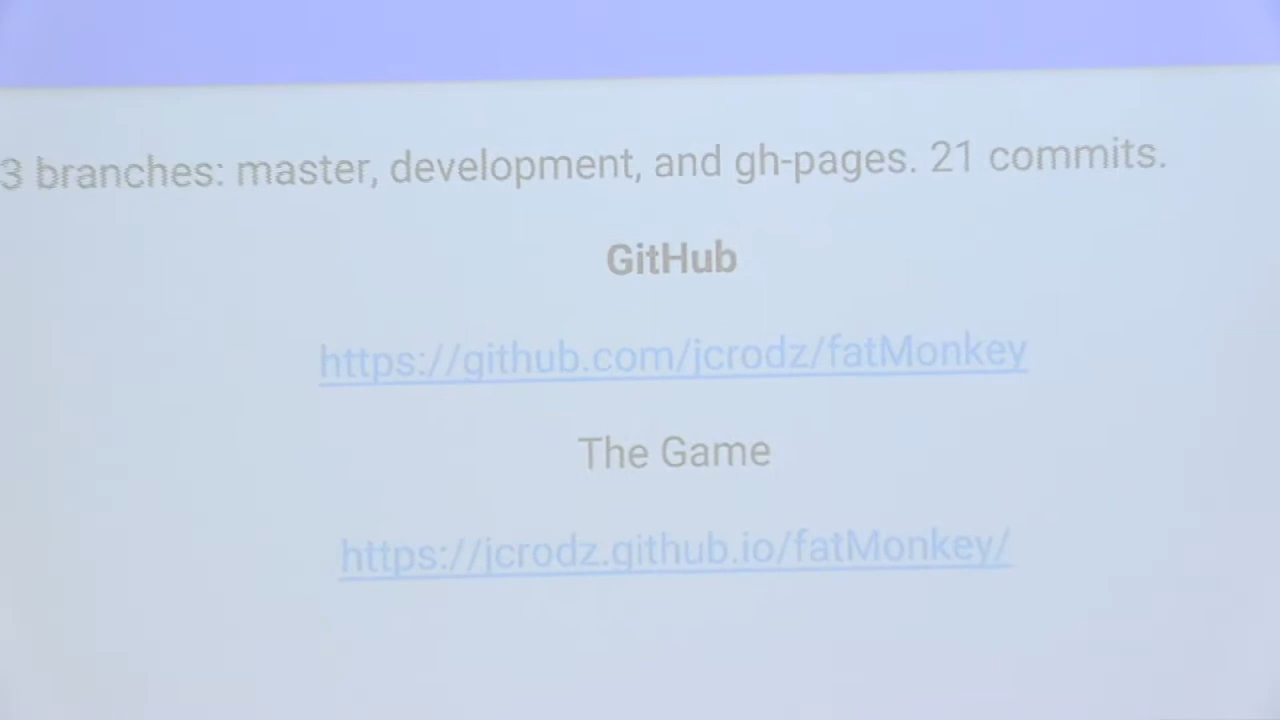 3 branches: master, development, and gh-pages. 21 commits.
GitHub
https://github.com/jcrodz/fatMonkey
The Game
https://jcrodz.github.io/fatMonkey/